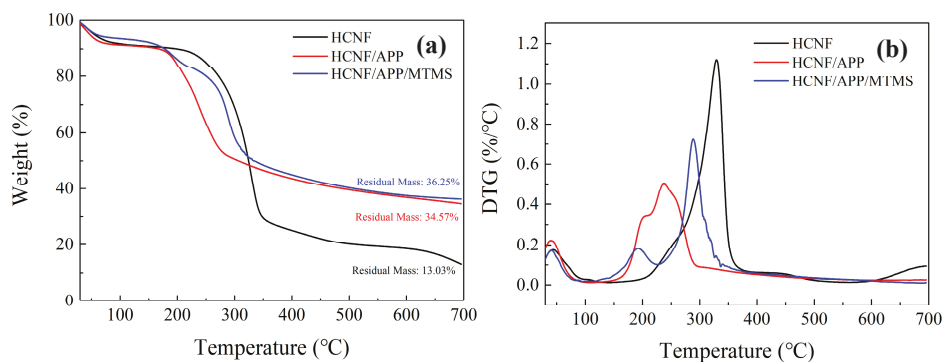 100
80
60
40
20
0
Weight (%)
HCNF
HCNF/APP
HCNF/APP/MTMS
(a)
Residual Mass: 36.25%
Residual Mass: 34.57%
Residual Mass: 13.03%
100 200 300 400 500 600 700
Temperature (℃)
1.2
1.0
0.8
0.6
0.4
0.2
0.0
DTG (%/℃)
HCNF
HCNF/APP
HCNF/APP/MTMS
(b)
100 200 300 400 500 600 700
Temperature (℃)